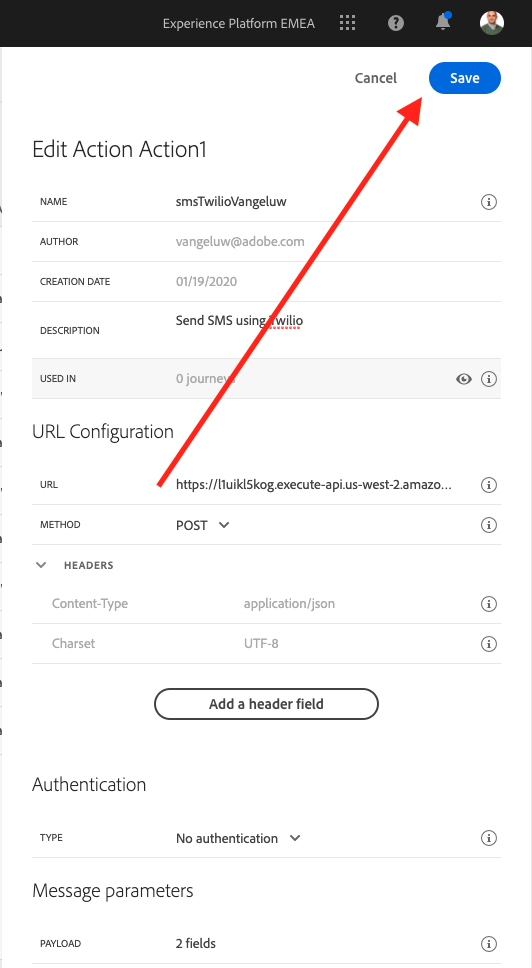 Experience Platform EMEA
Cancel Save
Edit Action Action1
NAME smsTwilioVangeluw
AUTHOR vangeluw@adobe.com
CREATION DATE 01/19/2020
DESCRIPTION Send SMS using Twilio
USED IN 0 journeys
URL Configuration
URL https://l1uikl5kog.execute-api.us-west-2.amazo...
METHOD POST
HEADERS
Content-Type application/json
Charset UTF-8
Add a header field
Authentication
TYPE No authentication
Message parameters
PAYLOAD 2 fields